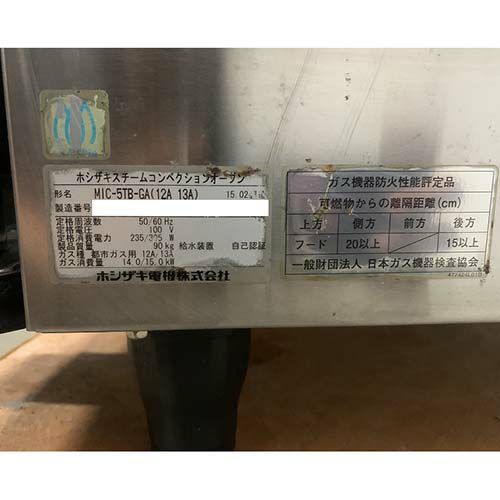 ホシザキスチームコンベクションオーブン
形名 MIC-5TB-GA(12A 13A) 15.02
製造番号
定格周波数 50/60 Hz
定格電圧 100 V
定格消費電力 235/305 W
製品質量 90kg 給水装置 自己認証
ガス種 都市ガス用 12A/13A
ガス消費量 14.0/15.0kW
ホシザキ電機株式会社
ガス機器防火性能評定品
可燃物からの離隔距離(cm)
上方 側方 前方 後方
フード 20以上 15以上
一般財団法人 日本ガス機器検査協会